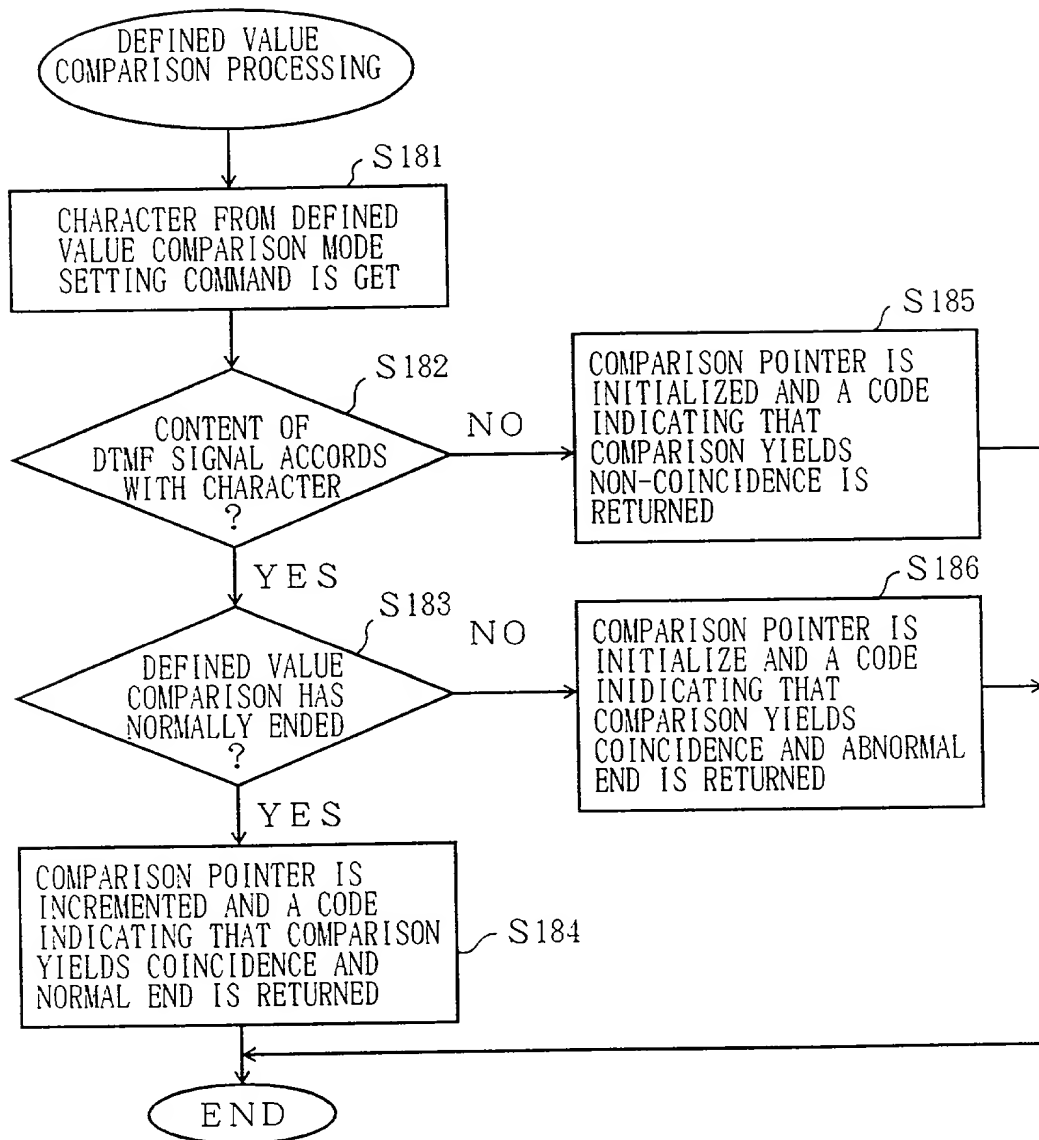 DEFINED VALUE
COMPARISON PROCESSING
S181
CHARACTER FROM DEFINED
VALUE COMPARISON MODE
SETTING COMMAND IS GET
S182
CONTENT OF
DTMF SIGNAL ACCORDS
WITH CHARACTER
?
NO
S185
COMPARISON POINTER IS
INITIALIZED AND A CODE
INDICATING THAT
COMPARISON YIELDS
NON-COINCIDENCE IS
RETURNED
YES
S183
DEFINED VALUE
COMPARISON HAS
NORMALLY ENDED
?
NO
S186
COMPARISON POINTER IS
INITIALIZE AND A CODE
INIDICATING THAT
COMPARISON YIELDS
COINCIDENCE AND ABNORMAL
END IS RETURNED
YES
COMPARISON POINTER IS
INCREMENTED AND A CODE
INDICATING THAT COMPARISON
YIELDS COINCIDENCE AND
NORMAL END IS RETURNED
S184
END